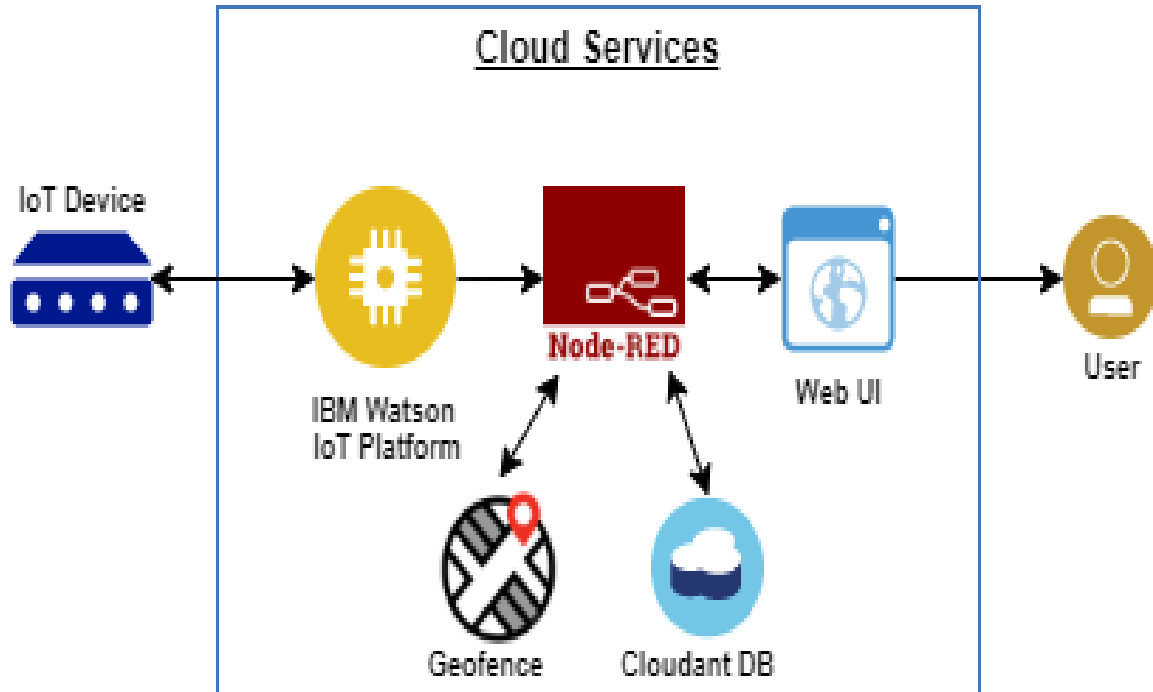 Cloud Services
IoT Device
Node-RED
User
Web UI
IBM Watson
IoT Platform
Geofence
Cloudant DB